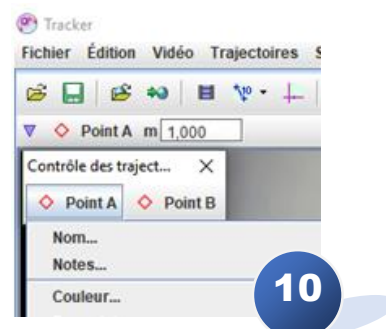 Tracker
Fichier Édition Vidéo Trajectoires
Point A m 1,000
Contrôle des traject...
Point A Point B
Nom...
Notes...
Couleur...
10